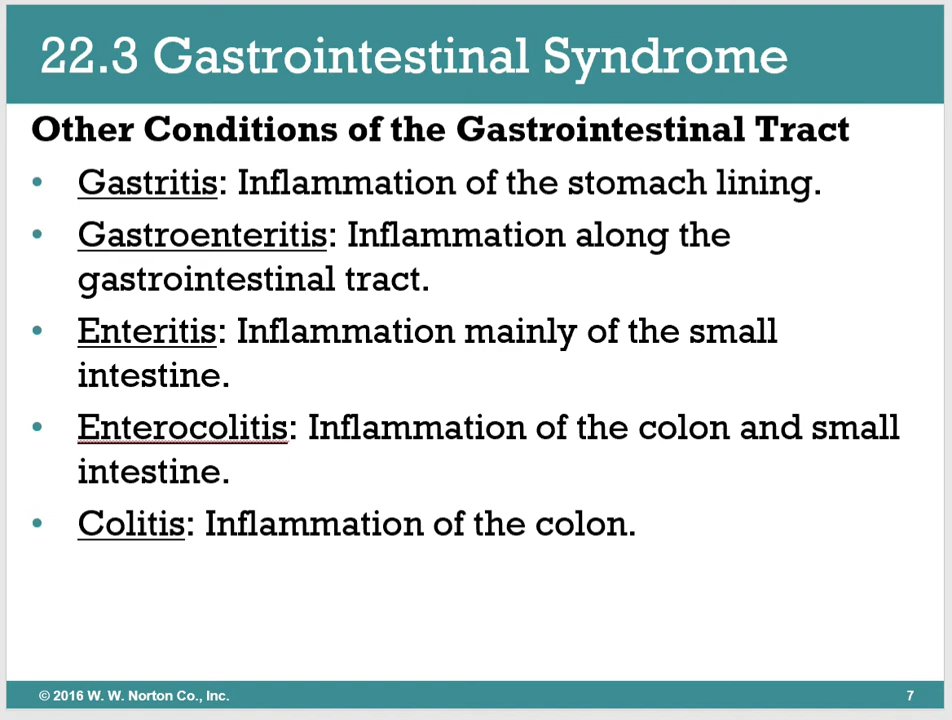 22.3 Gastrointestinal Syndrome
Other Conditions of the Gastrointestinal Tract
• Gastritis: Inflammation of the stomach lining.
• Gastroenteritis: Inflammation along the
gastrointestinal tract.
• Enteritis: Inflammation mainly of the small
intestine.
• Enterocolitis: Inflammation of the colon and small
intestine.
• Colitis: Inflammation of the colon.
© 2016 W. W. Norton Co., Inc.
7